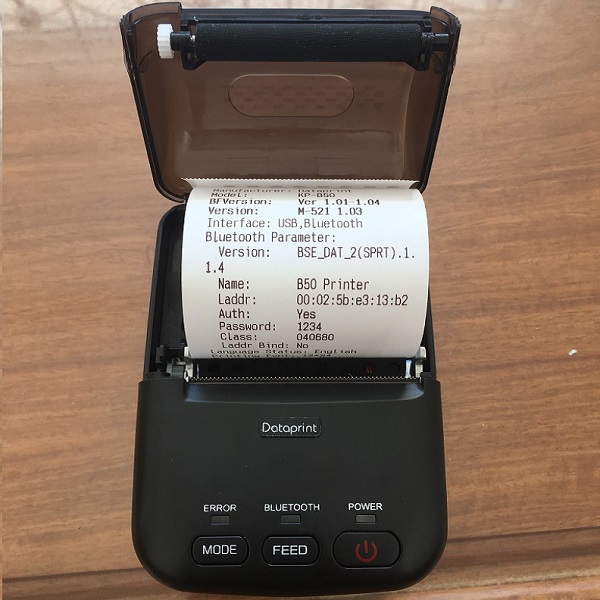 Manufacturer: Dataprint
Model: KP-B50
BFVersion: Ver 1.01-1.04
Version: M-521 1.03
Interface: USB,Bluetooth
Bluetooth Parameter:
Version: BSE_DAT_2(SPRT).1.
1.4
Name: B50 Printer
Laddr: 00:02:5b:e3:13:b2
Auth: Yes
Password: 1234
Class: 040680
Laddr Bind: No
Language Status: English
Dataprint
ERROR BLUETOOTH POWER
MODE FEED